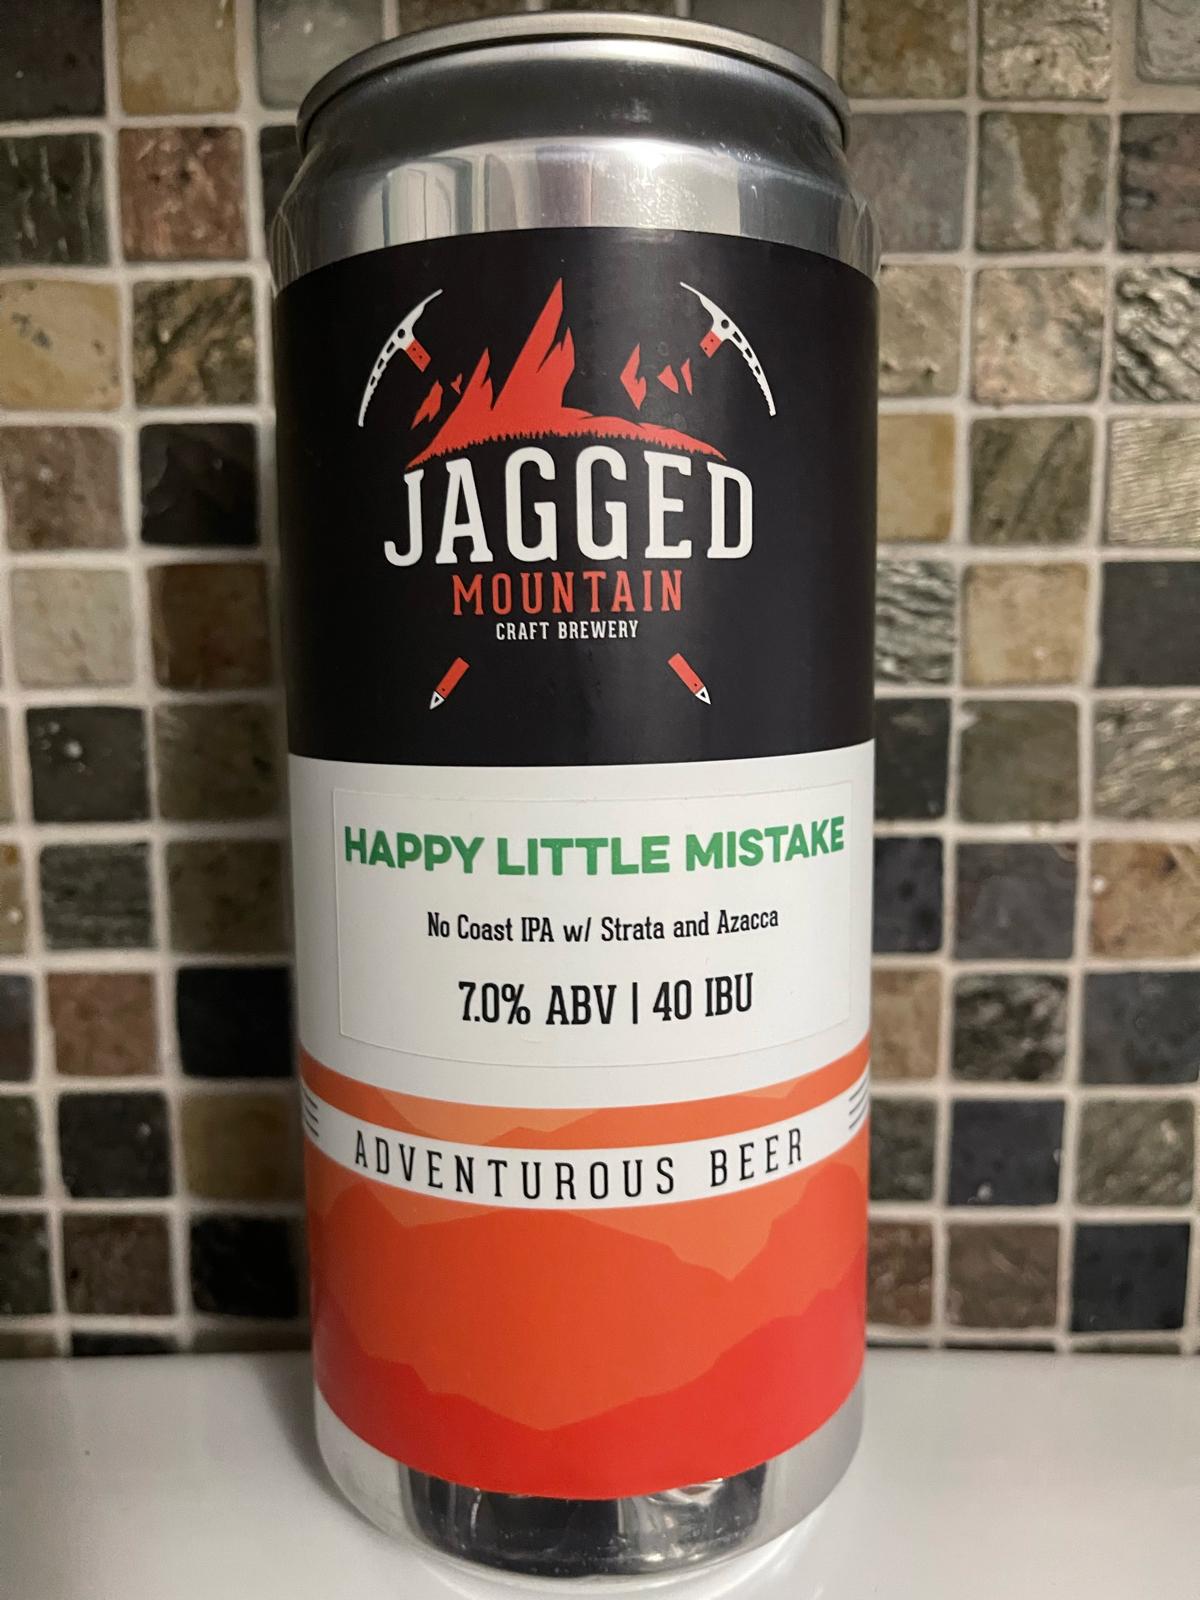 JAGGED
MOUNTAIN
CRAFT BREWERY
HAPPY LITTLE MISTAKE
No Coast IPA w/ Strata and Azacca
7.0% ABV | 40 IBU
ADVENTUROUS BEER